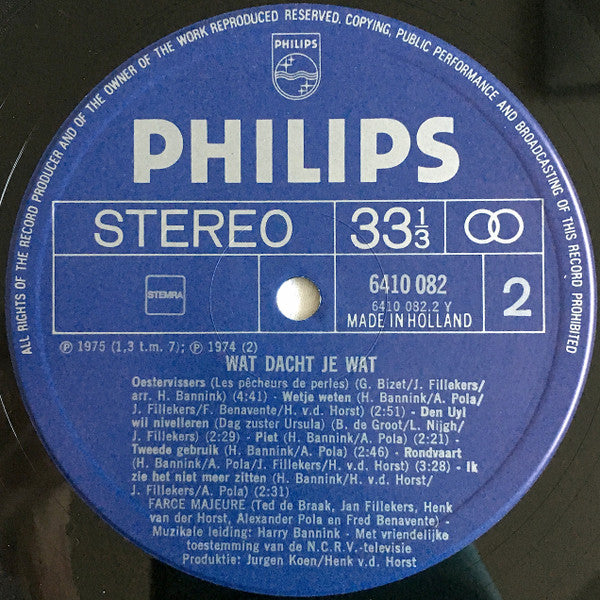 ALL RIGHTS OF THE RECORD PRODUCER AND OF THE OWNER OF THE WORK REPRODUCED RESERVED. COPYING, PUBLIC PERFORMANCE AND BROADCASTING OF THIS RECORD PROHIBITED
PHILIPS
PHILIPS
STEREO 33⅓
STEMRA 6410 082 2
6410 082.2 Y
MADE IN HOLLAND
℗ 1975 (1,3 t.m. 7); ℗ 1974 (2)
WAT DACHT JE WAT
Oestervissers (Les pêcheurs de perles) (G. Bizet/J. Fillekers/
arr. H. Bannink) (4:41) - Wetje weten (H. Bannink/A. Pola/
J. Fillekers/F. Benavente/H. v.d. Horst) (2:51) - Den Uyl
wil nivelleren (Dag zuster Ursula) (B. de Groot/L. Nijgh/
J. Fillekers) (2:29) - Piet (H. Bannink/A. Pola) (2:21) -
Tweede gebruik (H. Bannink/A. Pola) (2:46) - Rondvaart
(H. Bannink/A. Pola/J. Fillekers/H. v.d. Horst) (3:28) - Ik
zie het niet meer zitten (H. Bannink/H. v.d. Horst/
J. Fillekers/A. Pola) (2:31)
FARCE MAJEURE (Ted de Braak, Jan Fillekers, Henk
van der Horst, Alexander Pola en Fred Benavente) -
Muzikale leiding: Harry Bannink - Met vriendelijke
toestemming van de N.C.R.V.-televisie
Produktie: Jurgen Koen/Henk v.d. Horst